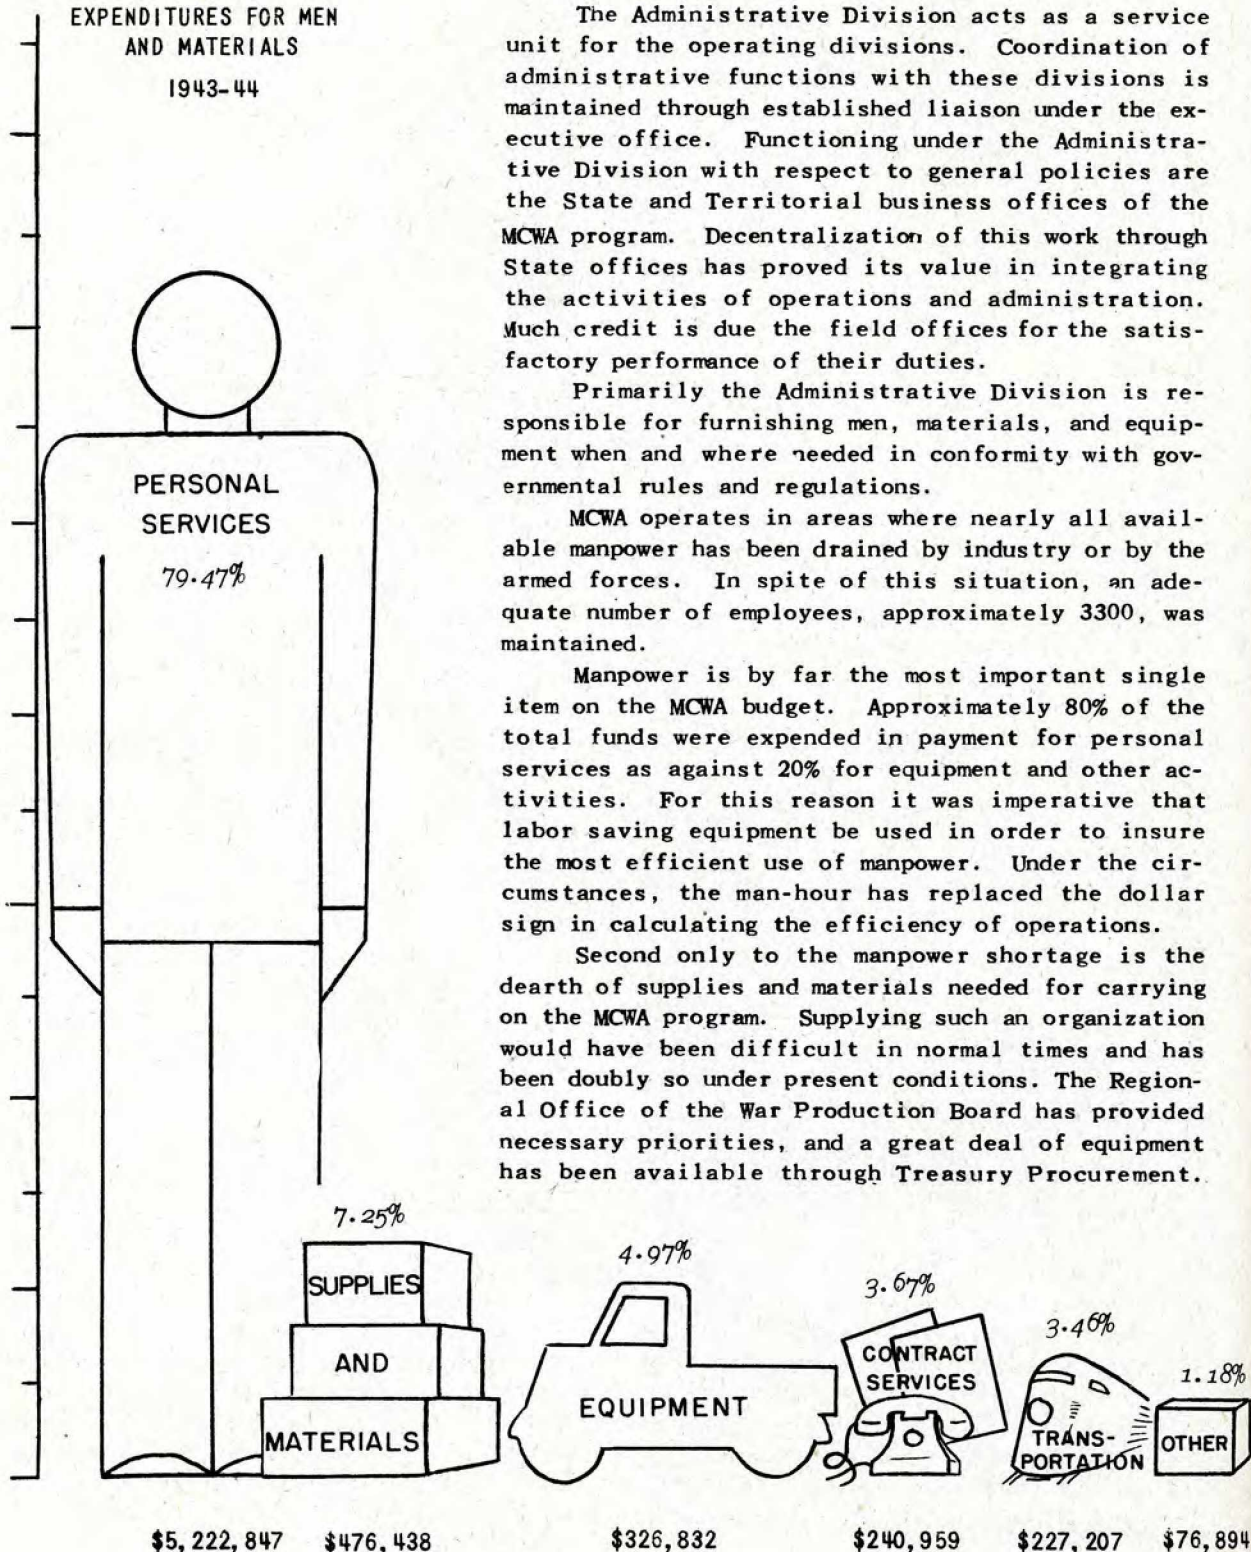 EXPENDITURES FOR MEN
AND MATERIALS
1943-44
The Administrative Division acts as a service
unit for the operating divisions. Coordination of
administrative functions with these divisions is
maintained through established liaison under the ex-
ecutive office. Functioning under the Administra-
tive Division with respect to general policies are
the State and Territorial business offices of the
MCWA program. Decentralization of this work through
State offices has proved its value in integrating
the activities of operations and administration.
Much credit is due the field offices for the satis-
factory performance of their duties.
Primarily the Administrative Division is re-
sponsible for furnishing men, materials, and equip-
ment when and where needed in conformity with gov-
ernmental rules and regulations.
MCWA operates in areas where nearly all avail-
able manpower has been drained by industry or by the
armed forces. In spite of this situation, an ade-
quate number of employees, approximately 3300, was
maintained.
Manpower is by far the most important single
item on the MCWA budget. Approximately 80% of the
total funds were expended in payment for personal
services as against 20% for equipment and other ac-
tivities. For this reason it was imperative that
labor saving equipment be used in order to insure
the most efficient use of manpower. Under the cir-
cumstances, the man-hour has replaced the dollar
sign in calculating the efficiency of operations.
Second only to the manpower shortage is the
dearth of supplies and materials needed for carrying
on the MCWA program. Supplying such an organization
would have been difficult in normal times and has
been doubly so under present conditions. The Region-
al Office of the War Production Board has provided
necessary priorities, and a great deal of equipment
has been available through Treasury Procurement.
PERSONAL
SERVICES
79.47%
7.25%
SUPPLIES
AND
MATERIALS
4.97%
EQUIPMENT
3.67%
CONTRACT
SERVICES
3.46%
TRANS-
PORTATION
1.18%
OTHER
$5,222,847 $476,438 $326,832 $240,959 $227,207 $76,894